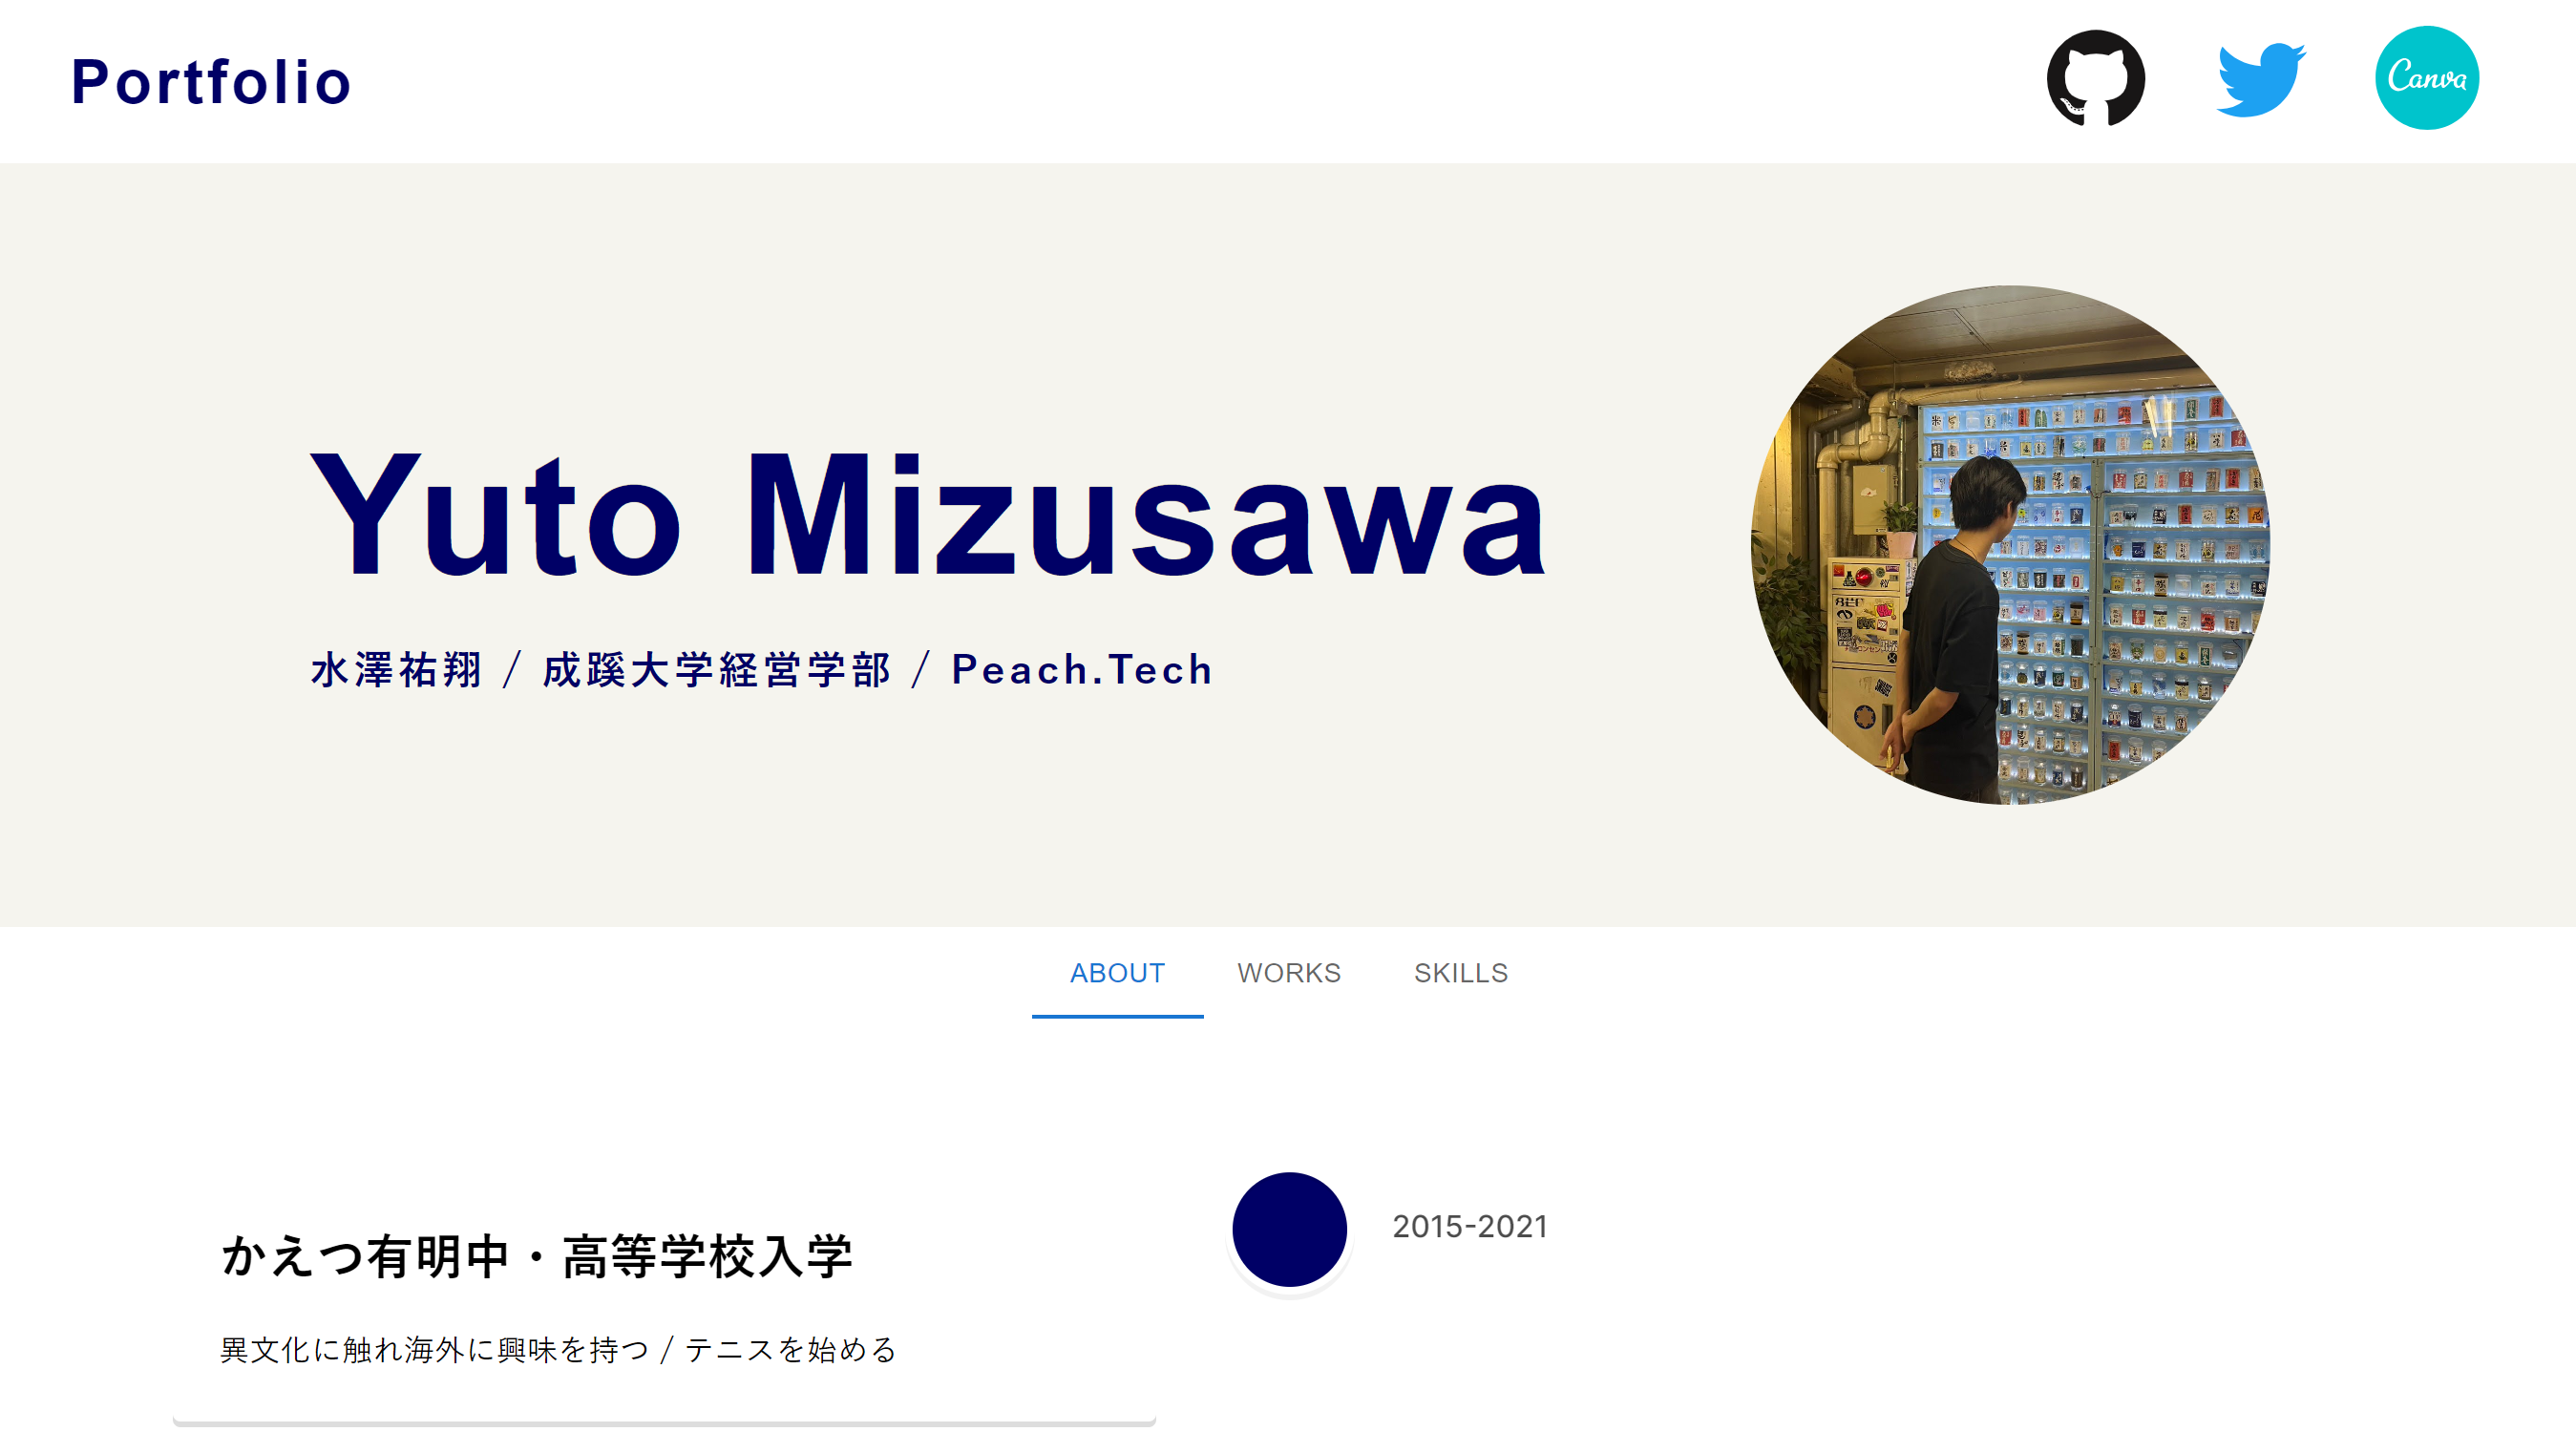 Portfolio
Canva
Yuto Mizusawa
水澤祐翔 / 成蹊大学経営学部 / Peach.Tech
ABOUT
WORKS
SKILLS
2015-2021
かえつ有明中・高等学校入学
異文化に触れ海外に興味を持つ / テニスを始める